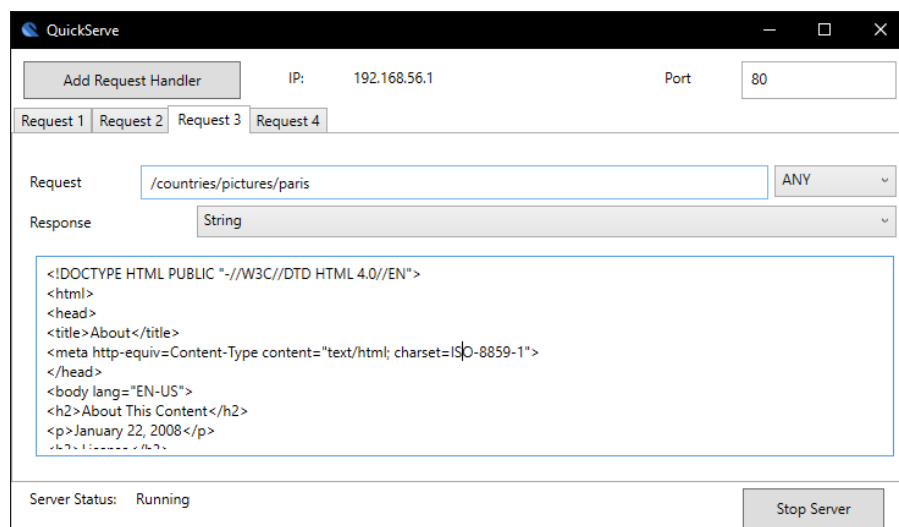 QuickServe
Add Request Handler IP: 192.168.56.1 Port 80
Request 1 Request 2 Request 3 Request 4
Request /countries/pictures/paris ANY
Response String
<!DOCTYPE HTML PUBLIC "-//W3C//DTD HTML 4.0//EN">
<html>
<head>
<title>About</title>
<meta http-equiv=Content-Type content="text/html; charset=ISO-8859-1">
</head>
<body lang="EN-US">
<h2>About This Content</h2>
<p>January 22, 2008</p>
Server Status: Running Stop Server